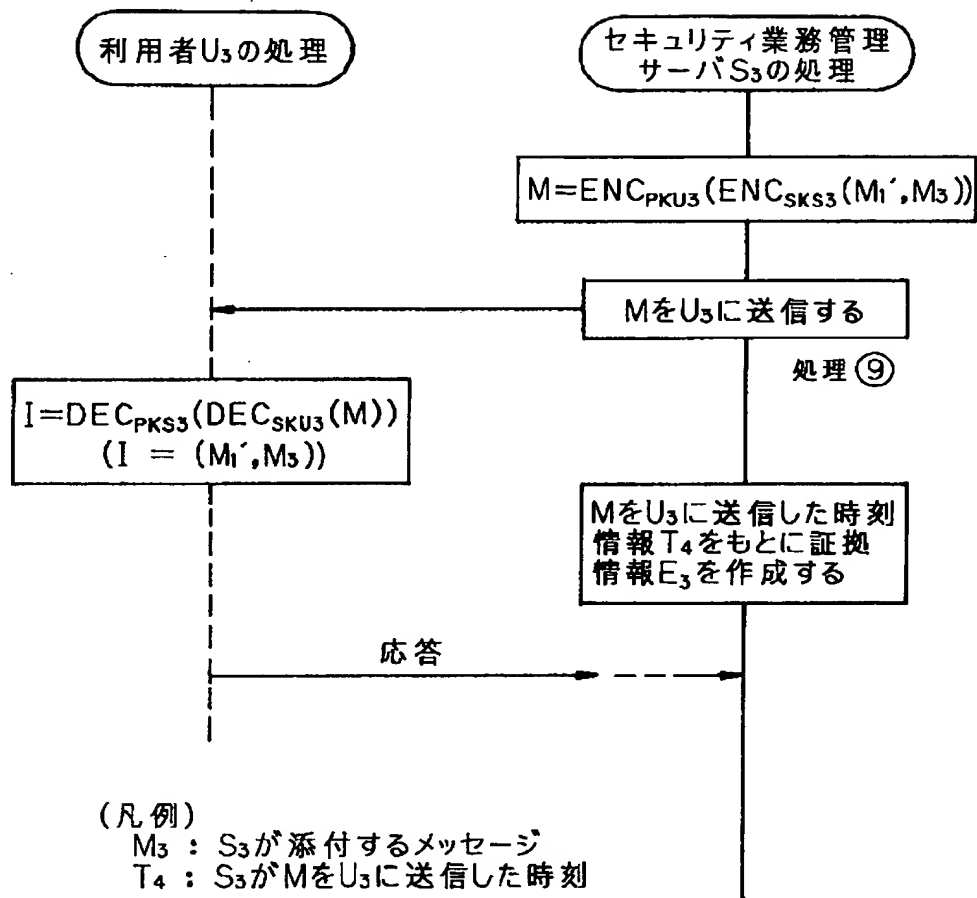 利用者U₃の処理
セキュリティ業務管理
サーバS₃の処理
M=ENC_PKU3(ENC_SKS3(M₁′,M₃))
MをU₃に送信する
処理⑨
I=DEC_PKS3(DEC_SKU3(M))
(I = (M₁′,M₃))
MをU₃に送信した時刻
情報T₄をもとに証拠
情報E₃を作成する
応答
(凡例)
M₃ : S₃が添付するメッセージ
T₄ : S₃がMをU₃に送信した時刻